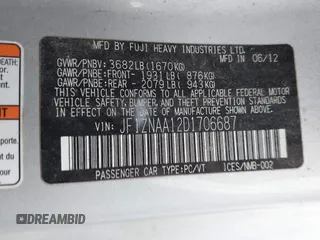 MFD BY FUJI HEAVY INDUSTRIES LTD.
GVWR/PNBV: 3682LB(1670KG) IN 06/12
GAWR/PNBE:FRONT- 1931LB( 876KG)
GAWR/PNBE:REAR - 2079LB( 943KG)
THIS VEHICLE CONFORMS TO ALL APPLICABLE FEDERAL MOTOR
VEHICLE SAFETY, BUMPER, AND THEFT PREVENTION STANDARDS
IN EFFECT ON THE DATE OF MANUFACTURE SHOWN ABOVE.
VIN: JF1ZNAA12D1706687
PASSENGER CAR TYPE:PC/VT ICES/NMB-002
DREAMBID